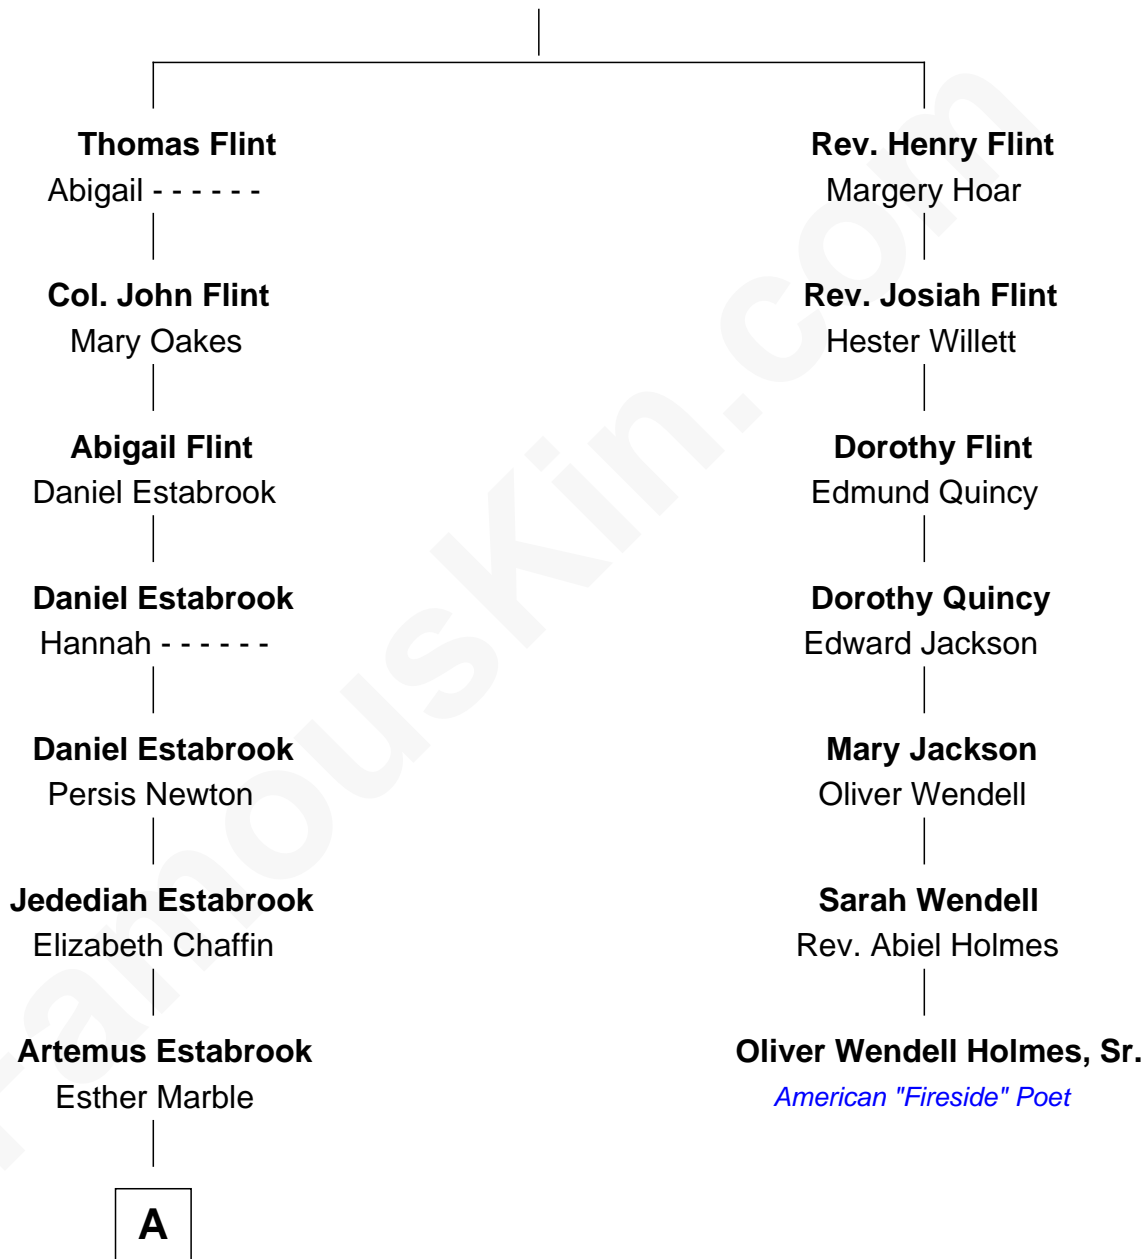 Thomas Flint
Abigail - - - - - -
Col. John Flint
Mary Oakes
Abigail Flint
Daniel Estabrook
Daniel Estabrook
Hannah - - - - - -
Daniel Estabrook
Persis Newton
Jedediah Estabrook
Elizabeth Chaffin
Artemus Estabrook
Esther Marble
A
Rev. Henry Flint
Margery Hoar
Rev. Josiah Flint
Hester Willett
Dorothy Flint
Edmund Quincy
Dorothy Quincy
Edward Jackson
Mary Jackson
Oliver Wendell
Sarah Wendell
Rev. Abiel Holmes
Oliver Wendell Holmes, Sr.
American "Fireside" Poet
FamousKin.com